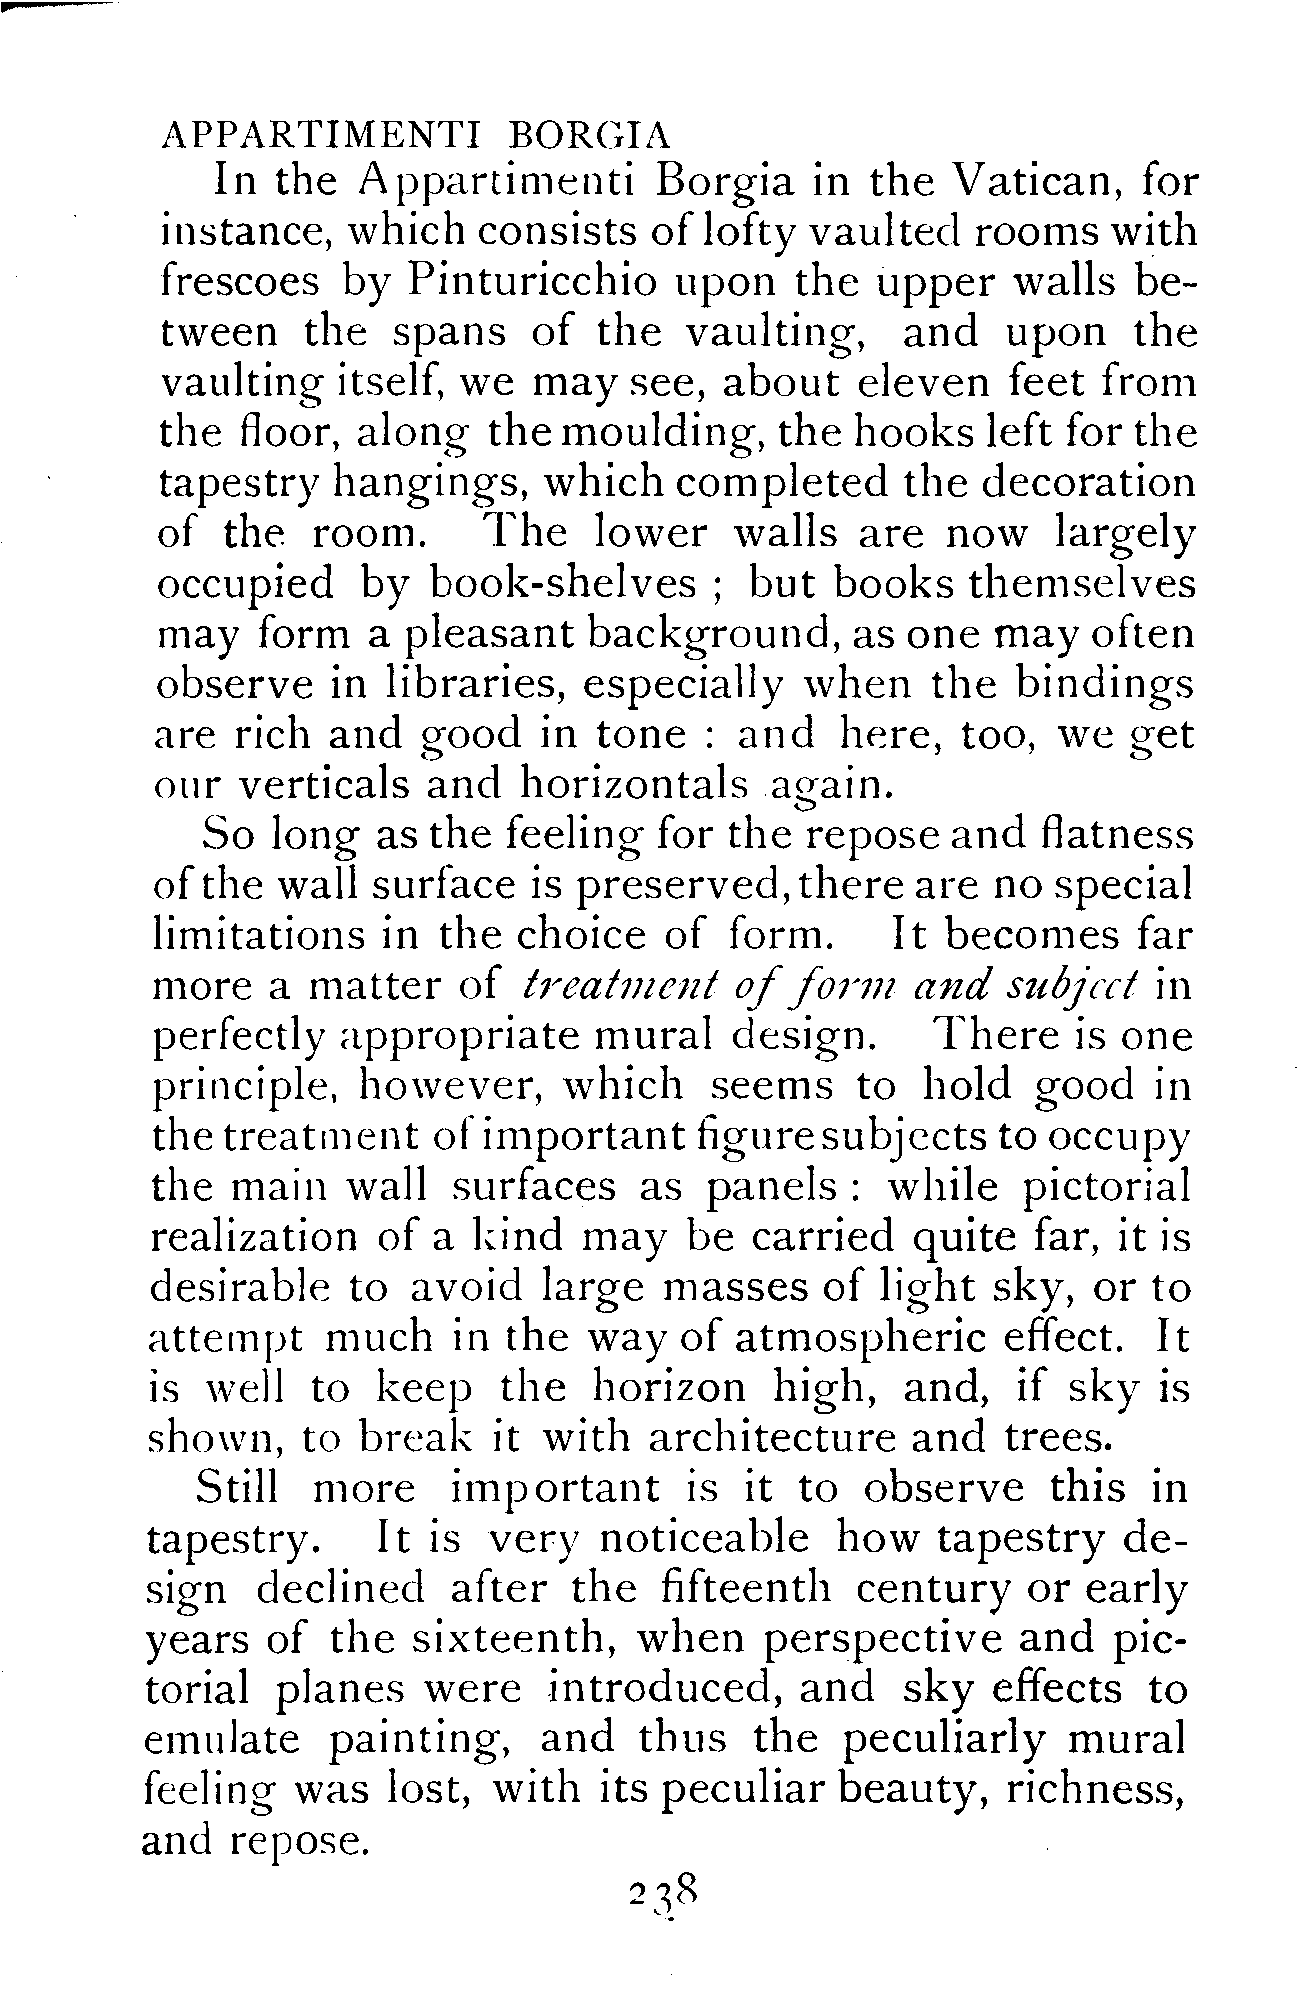 APPARTIMENTI BORGIA
In the Appartimenti Borgia in the Vatican, for
instance, which consists of lofty vaulted rooms with
frescoes by Pinturicchio upon the upper walls be-
tween the spans of the vaulting, and upon the
vaulting itself, we may see, about eleven feet from
the floor, along the moulding, the hooks left for the
tapestry hangings, which completed the decoration
of the room. The lower walls are now largely
occupied by book-shelves ; but books themselves
may form a pleasant background, as one may often
observe in libraries, especially when the bindings
are rich and good in tone : and here, too, we get
our verticals and horizontals again.
So long as the feeling for the repose and flatness
of the wall surface is preserved, there are no special
limitations in the choice of form. It becomes far
more a matter of treatment of form and subject in
perfectly appropriate mural design. There is one
principle, however, which seems to hold good in
the treatment of important figure subjects to occupy
the main wall surfaces as panels : while pictorial
realization of a kind may be carried quite far, it is
desirable to avoid large masses of light sky, or to
attempt much in the way of atmospheric effect. It
is well to keep the horizon high, and, if sky is
shown, to break it with architecture and trees.
Still more important is it to observe this in
tapestry. It is very noticeable how tapestry de-
sign declined after the fifteenth century or early
years of the sixteenth, when perspective and pic-
torial planes were introduced, and sky effects to
emulate painting, and thus the peculiarly mural
feeling was lost, with its peculiar beauty, richness,
and repose.
238